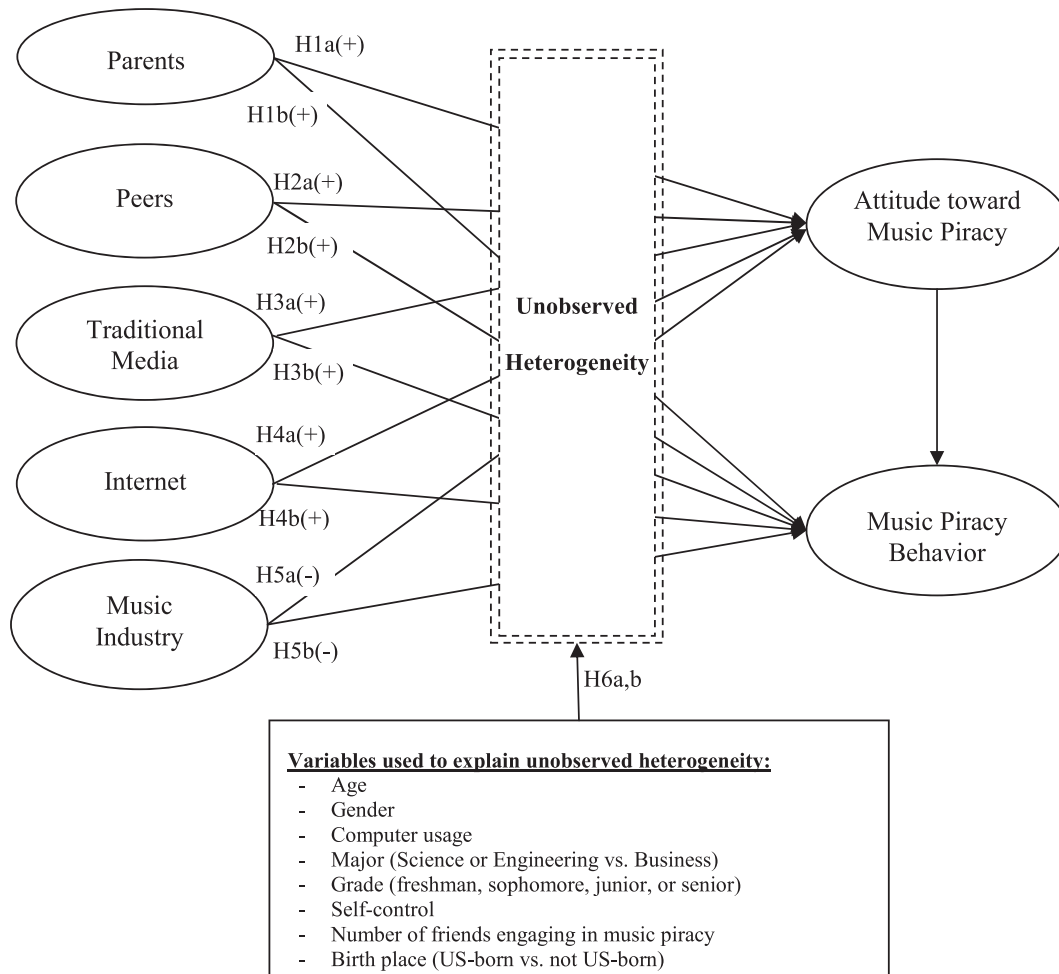 Parents
H1a(+)
H1b(+)
Peers
H2a(+)
H2b(+)
Traditional
Media
H3a(+)
H3b(+)
Internet
H4a(+)
H4b(+)
Music
Industry
H5a(-)
H5b(-)
Unobserved
Heterogeneity
Attitude toward
Music Piracy
Music Piracy
Behavior
H6a,b
Variables used to explain unobserved heterogeneity:
- Age
- Gender
- Computer usage
- Major (Science or Engineering vs. Business)
- Grade (freshman, sophomore, junior, or senior)
- Self-control
- Number of friends engaging in music piracy
- Birth place (US-born vs. not US-born)